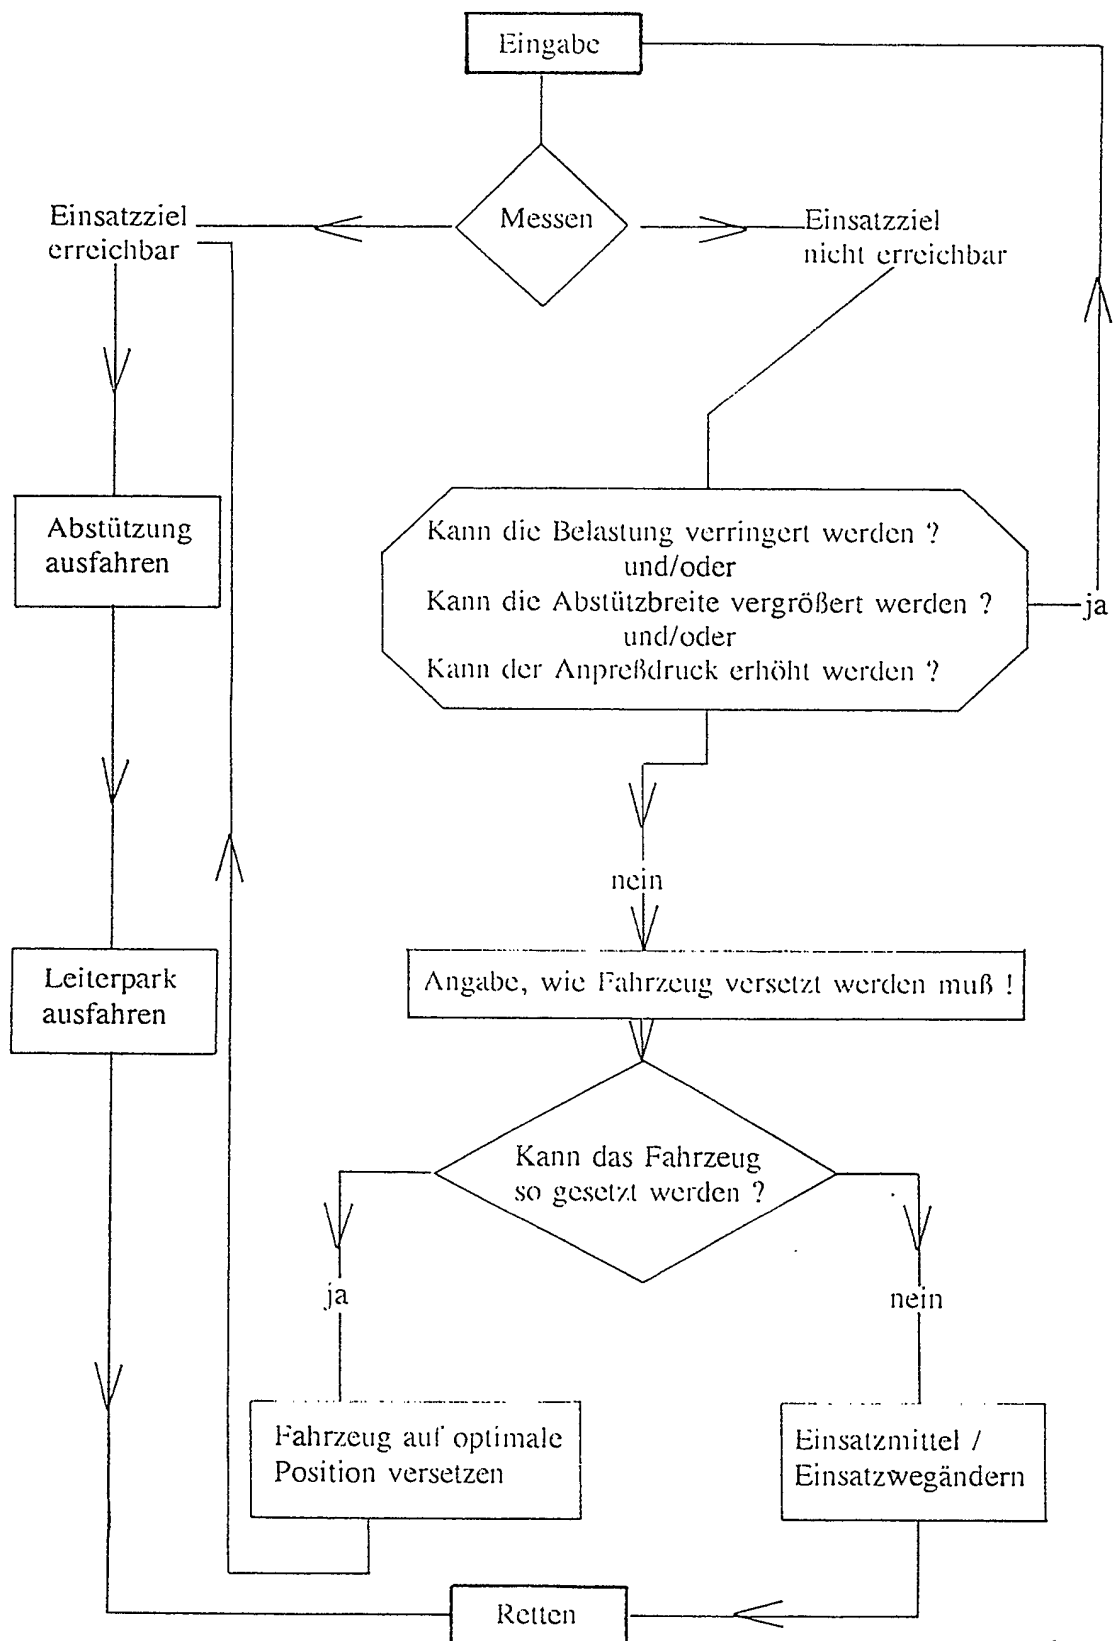 Eingabe
Messen
Einsatzziel
erreichbar
Einsatzziel
nicht erreichbar
Abstützung
ausfahren
Kann die Belastung verringert werden ?
und/oder
Kann die Abstützbreite vergrößert werden ?
und/oder
Kann der Anpreßdruck erhöht werden ?
ja
nein
Leiterpark
ausfahren
Angabe, wie Fahrzeug versetzt werden muß !
Kann das Fahrzeug
so gesetzt werden ?
ja
nein
Fahrzeug auf optimale
Position versetzen
Einsatzmittel /
Einsatzwegändern
Retten